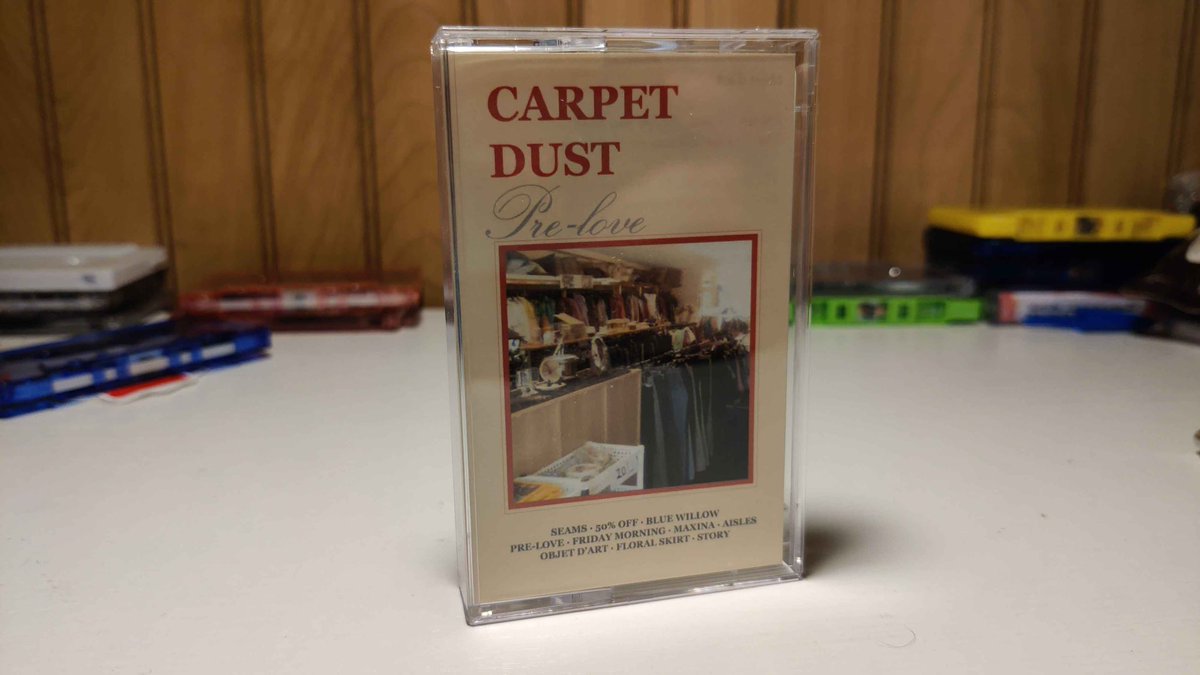 CARPET
DUST
Pre-love
20
SEAMS · 50% OFF · BLUE WILLOW
PRE-LOVE · FRIDAY MORNING · MAXINA · AISLES
OBJET D'ART · FLORAL SKIRT · STORY